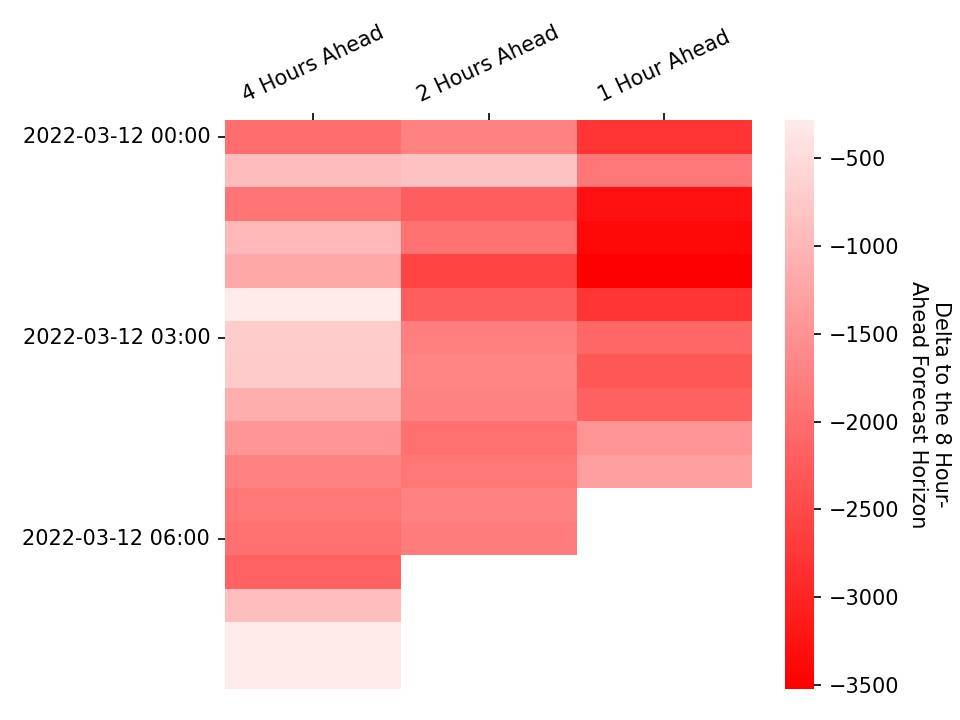 4 Hours Ahead
2 Hours Ahead
1 Hour Ahead
2022-03-12 00:00
2022-03-12 03:00
2022-03-12 06:00
−500
−1000
−1500
−2000
−2500
−3000
−3500
Delta to the 8 Hour-
Ahead Forecast Horizon